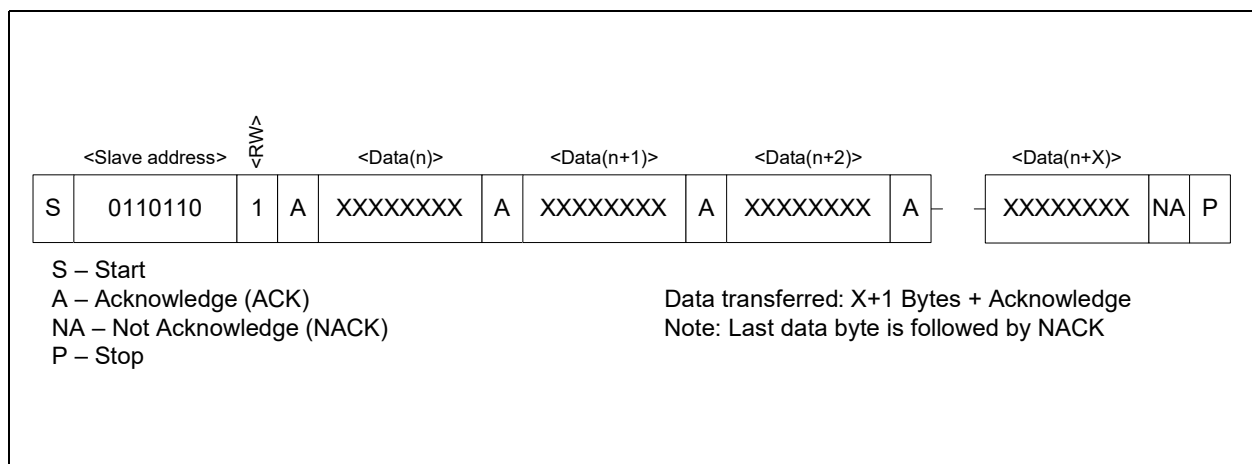 <Slave address> <RW> <Data(n)> <Data(n+1)> <Data(n+2)> <Data(n+X)>
S 0110110 1 A XXXXXXXX A XXXXXXXX A XXXXXXXX A XXXXXXXX NA P
S – Start
A – Acknowledge (ACK)
NA – Not Acknowledge (NACK)
P – Stop
Data transferred: X+1 Bytes + Acknowledge
Note: Last data byte is followed by NACK